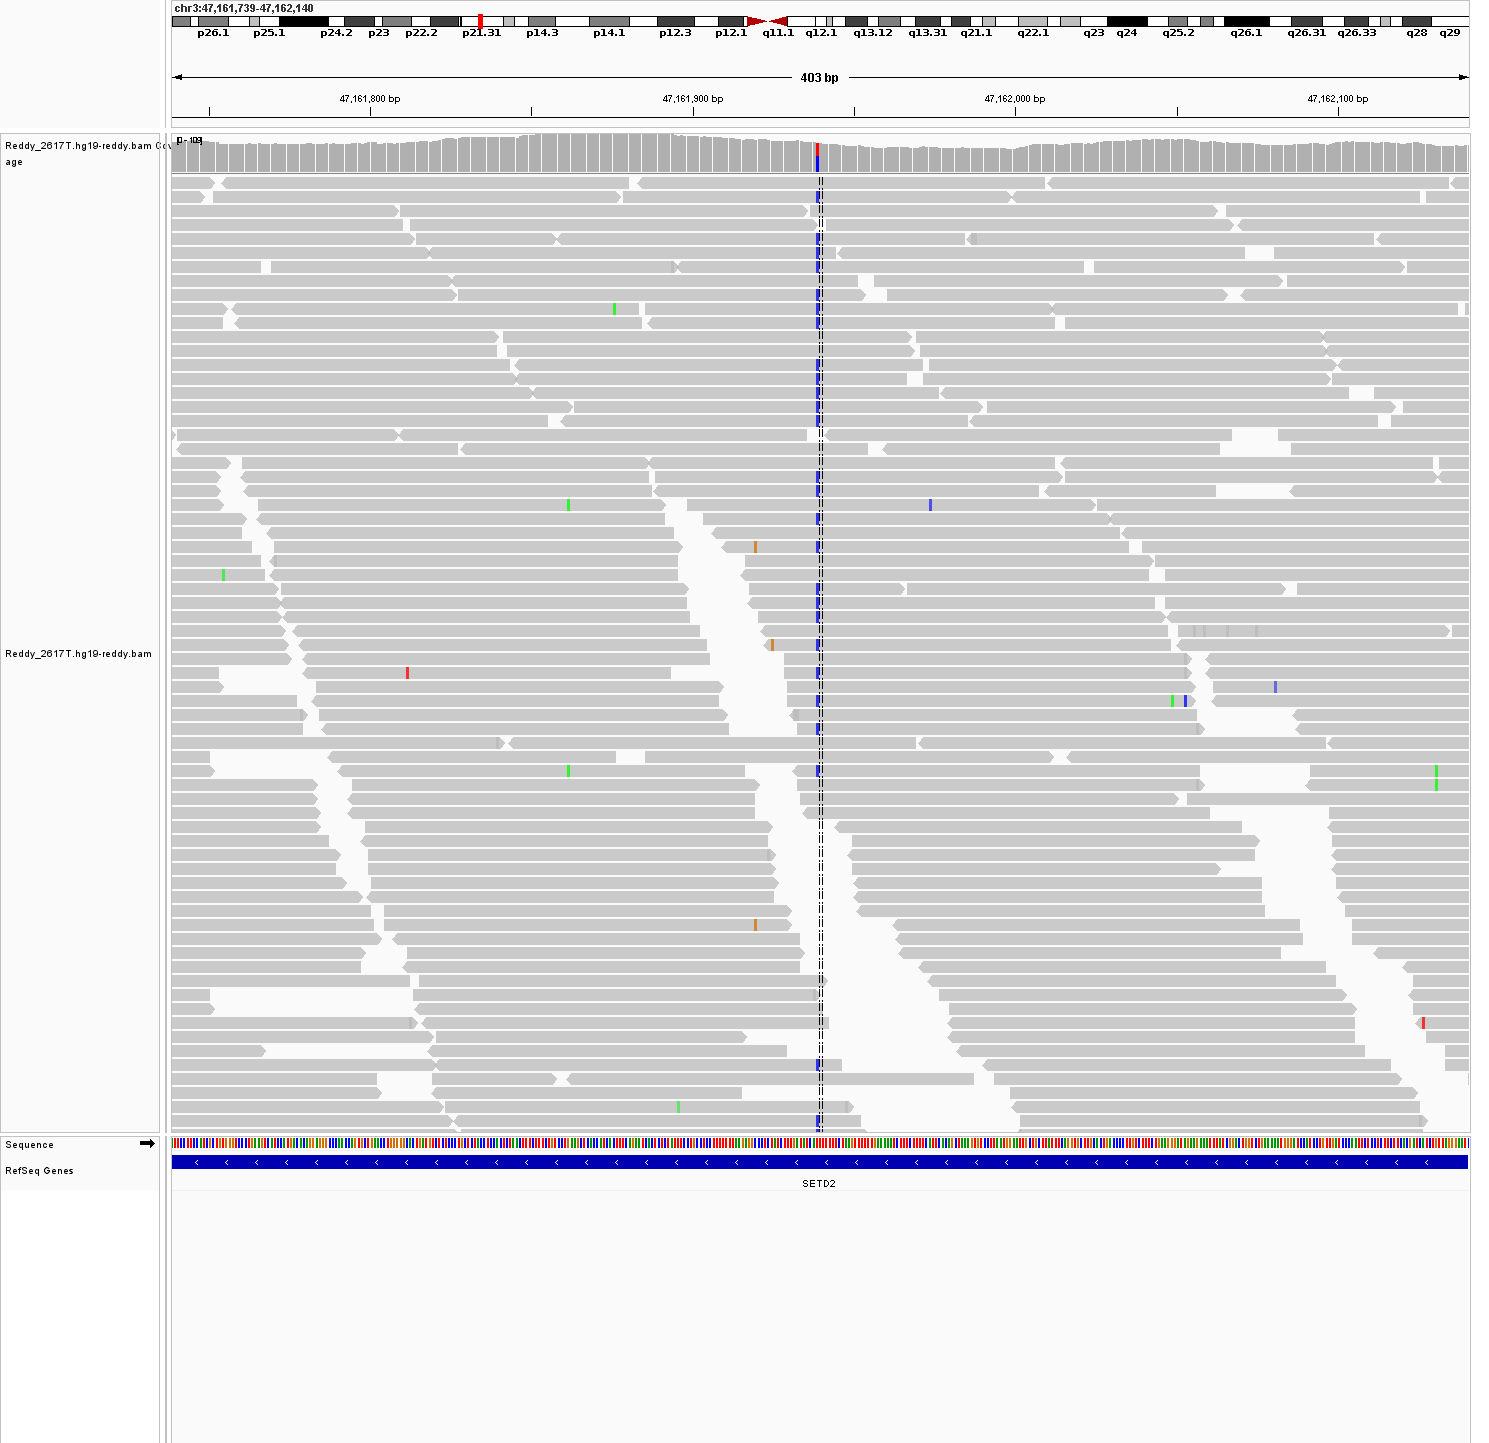 chr3:47,161,739-47,162,140
p26.1 p25.1 p24.2 p23 p22.2 p21.31 p14.3 p14.1 p12.3 p12.1 q11.1 q12.1 q13.12 q13.31 q21.1 q22.1 q23 q24 q25.2 q26.1 q26.31 q26.33 q28 q29
403 bp
47,161,800 bp 47,161,900 bp 47,162,000 bp 47,162,100 bp
[0 - 109]
Reddy_2617T.hg19-reddy.bam Cov
age
Reddy_2617T.hg19-reddy.bam
Sequence
RefSeq Genes
SETD2